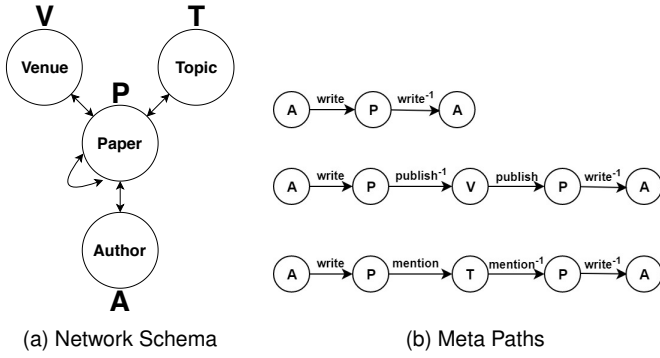 V
T
Venue
Topic
P
Paper
Author
A
(a) Network Schema
A write P write⁻¹ A
A write P publish⁻¹ V publish P write⁻¹ A
A write P mention T mention⁻¹ P write⁻¹ A
(b) Meta Paths